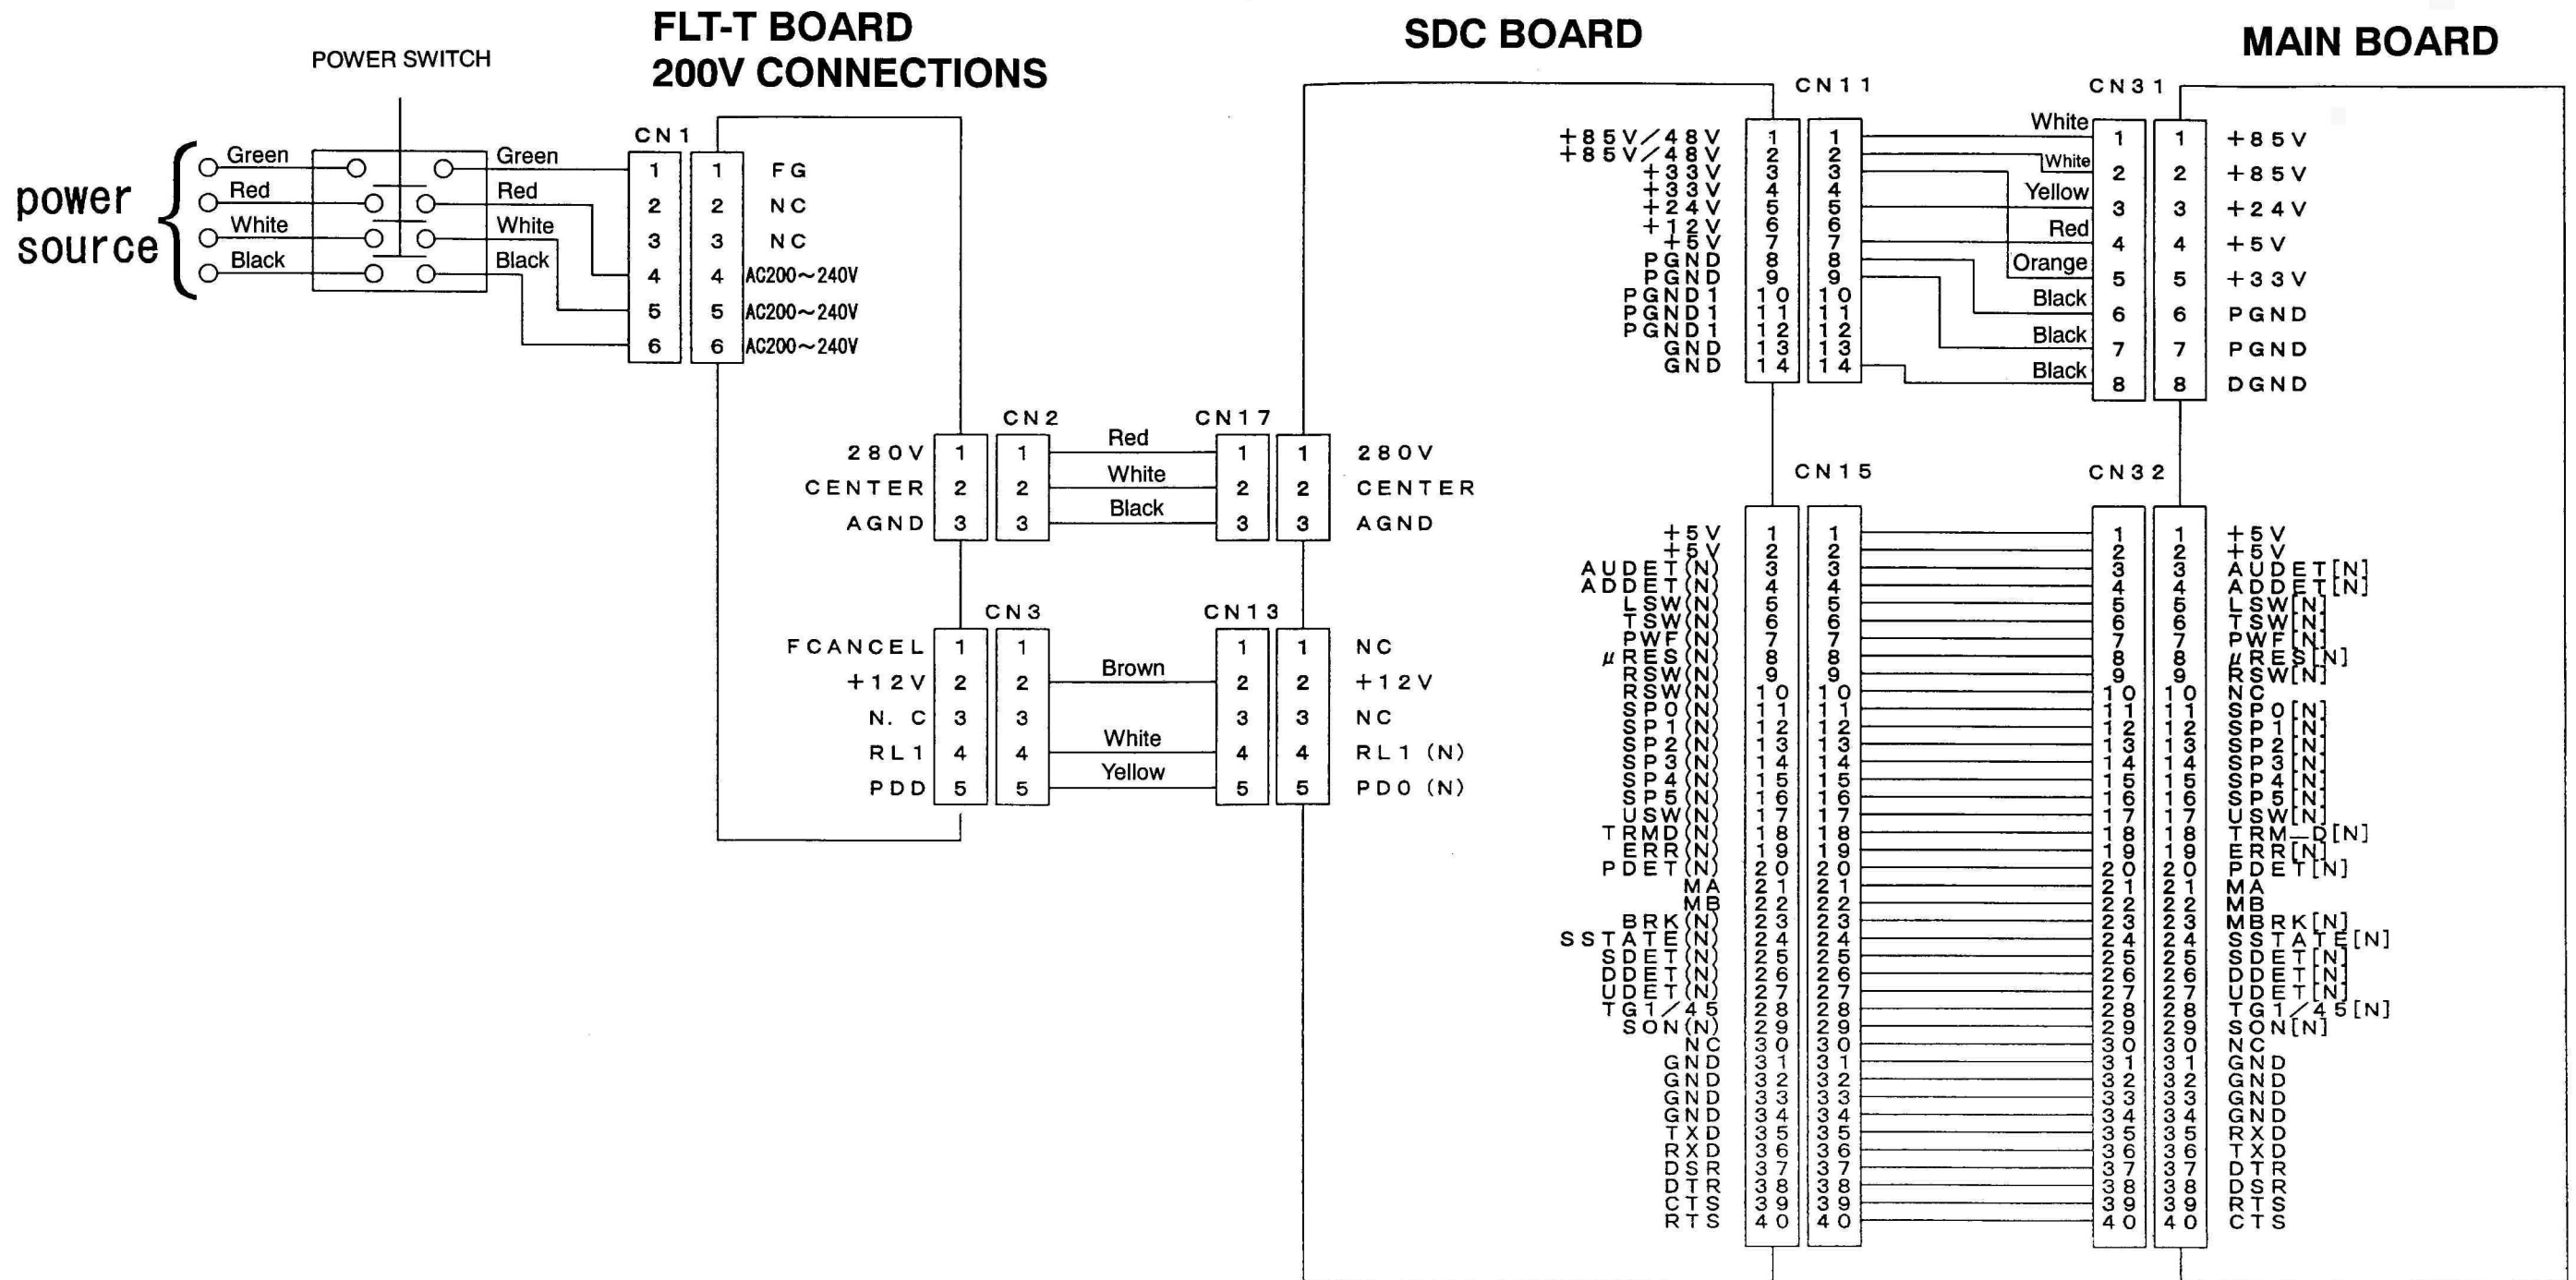 FLT-T BOARD
200V CONNECTIONS
SDC BOARD
MAIN BOARD
POWER SWITCH
power
source
Green
Red
White
Black
Green
Red
White
Black
CN1
1 1 FG
2 2 NC
3 3 NC
4 4 AC200～240V
5 5 AC200～240V
6 6 AC200～240V
CN2 CN17
280V 1 1 Red 1 1 280V
CENTER 2 2 White 2 2 CENTER
AGND 3 3 Black 3 3 AGND
CN3 CN13
FCANCEL 1 1 1 1 NC
+12V 2 2 Brown 2 2 +12V
N. C 3 3 3 3 NC
RL1 4 4 White 4 4 RL1 (N)
PDD 5 5 Yellow 5 5 PD0 (N)
CN11
+85V/48V 1 1
+85V/48V 2 2
+33V 3 3
+33V 4 4
+24V 5 5
+12V 6 6
+5V 7 7
PGND 8 8
PGND 9 9
PGND1 10 10
PGND1 11 11
PGND1 12 12
GND 13 13
GND 14 14
CN31
White 1 1 +85V
White 2 2 +85V
Yellow 3 3 +24V
Red 4 4 +5V
Orange 5 5 +33V
Black 6 6 PGND
Black 7 7 PGND
Black 8 8 DGND
CN15 CN32
+5V 1 1 1 1 +5V
+5V 2 2 2 2 +5V
AUDET(N) 3 3 3 3 AUDET[N]
ADDET(N) 4 4 4 4 ADDET[N]
LSW(N) 5 5 5 5 LSW[N]
TSW(N) 6 6 6 6 TSW[N]
PWF(N) 7 7 7 7 PWF[N]
μRES(N) 8 8 8 8 μRES[N]
RSW(N) 9 9 9 9 RSW[N]
RSW(N) 10 10 10 10 NC
SP0(N) 11 11 11 11 SP0[N]
SP1(N) 12 12 12 12 SP1[N]
SP2(N) 13 13 13 13 SP2[N]
SP3(N) 14 14 14 14 SP3[N]
SP4(N) 15 15 15 15 SP4[N]
SP5(N) 16 16 16 16 SP5[N]
USW(N) 17 17 17 17 USW[N]
TRMD(N) 18 18 18 18 TRM_D[N]
ERR(N) 19 19 19 19 ERR[N]
PDET(N) 20 20 20 20 PDET[N]
MA 21 21 21 21 MA
MB 22 22 22 22 MB
BRK(N) 23 23 23 23 MBRK[N]
SSTATE(N) 24 24 24 24 SSTATE[N]
SDET(N) 25 25 25 25 SDET[N]
DDET(N) 26 26 26 26 DDET[N]
UDET(N) 27 27 27 27 UDET[N]
TG1/45 28 28 28 28 TG1/45[N]
SON(N) 29 29 29 29 SON[N]
NC 30 30 30 30 NC
GND 31 31 31 31 GND
GND 32 32 32 32 GND
GND 33 33 33 33 GND
GND 34 34 34 34 GND
TXD 35 35 35 35 RXD
RXD 36 36 36 36 TXD
DSR 37 37 37 37 DTR
DTR 38 38 38 38 DSR
CTS 39 39 39 39 RTS
RTS 40 40 40 40 CTS